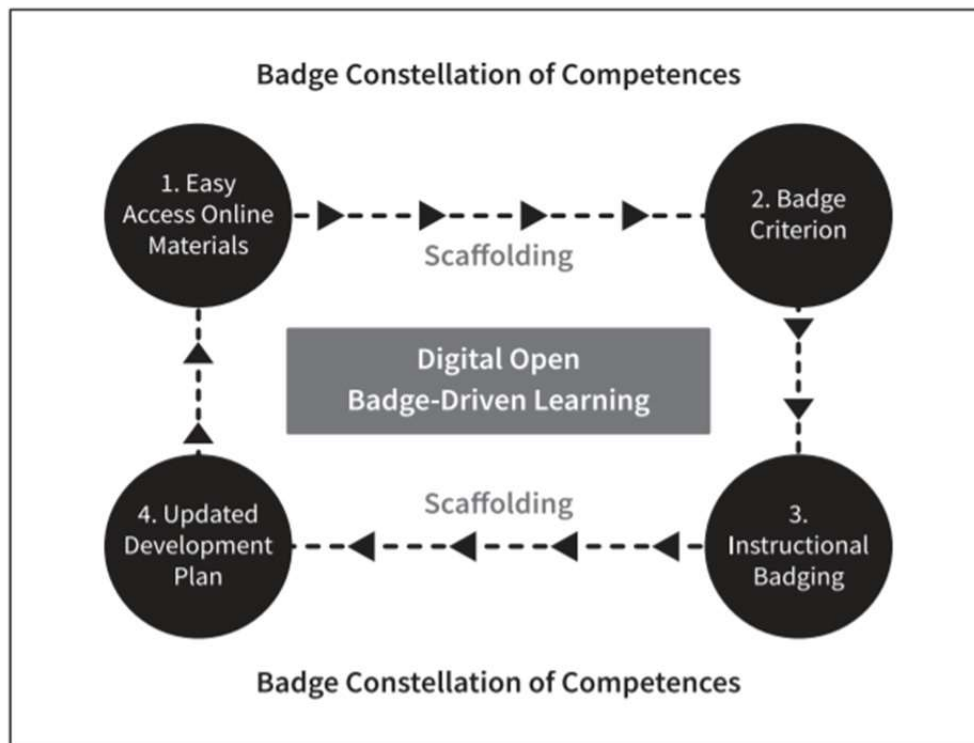 Badge Constellation of Competences
1. Easy
Access Online
Materials
2. Badge
Criterion
Scaffolding
Digital Open
Badge-Driven Learning
4. Updated
Development
Plan
Scaffolding
3.
Instructional
Badging
Badge Constellation of Competences